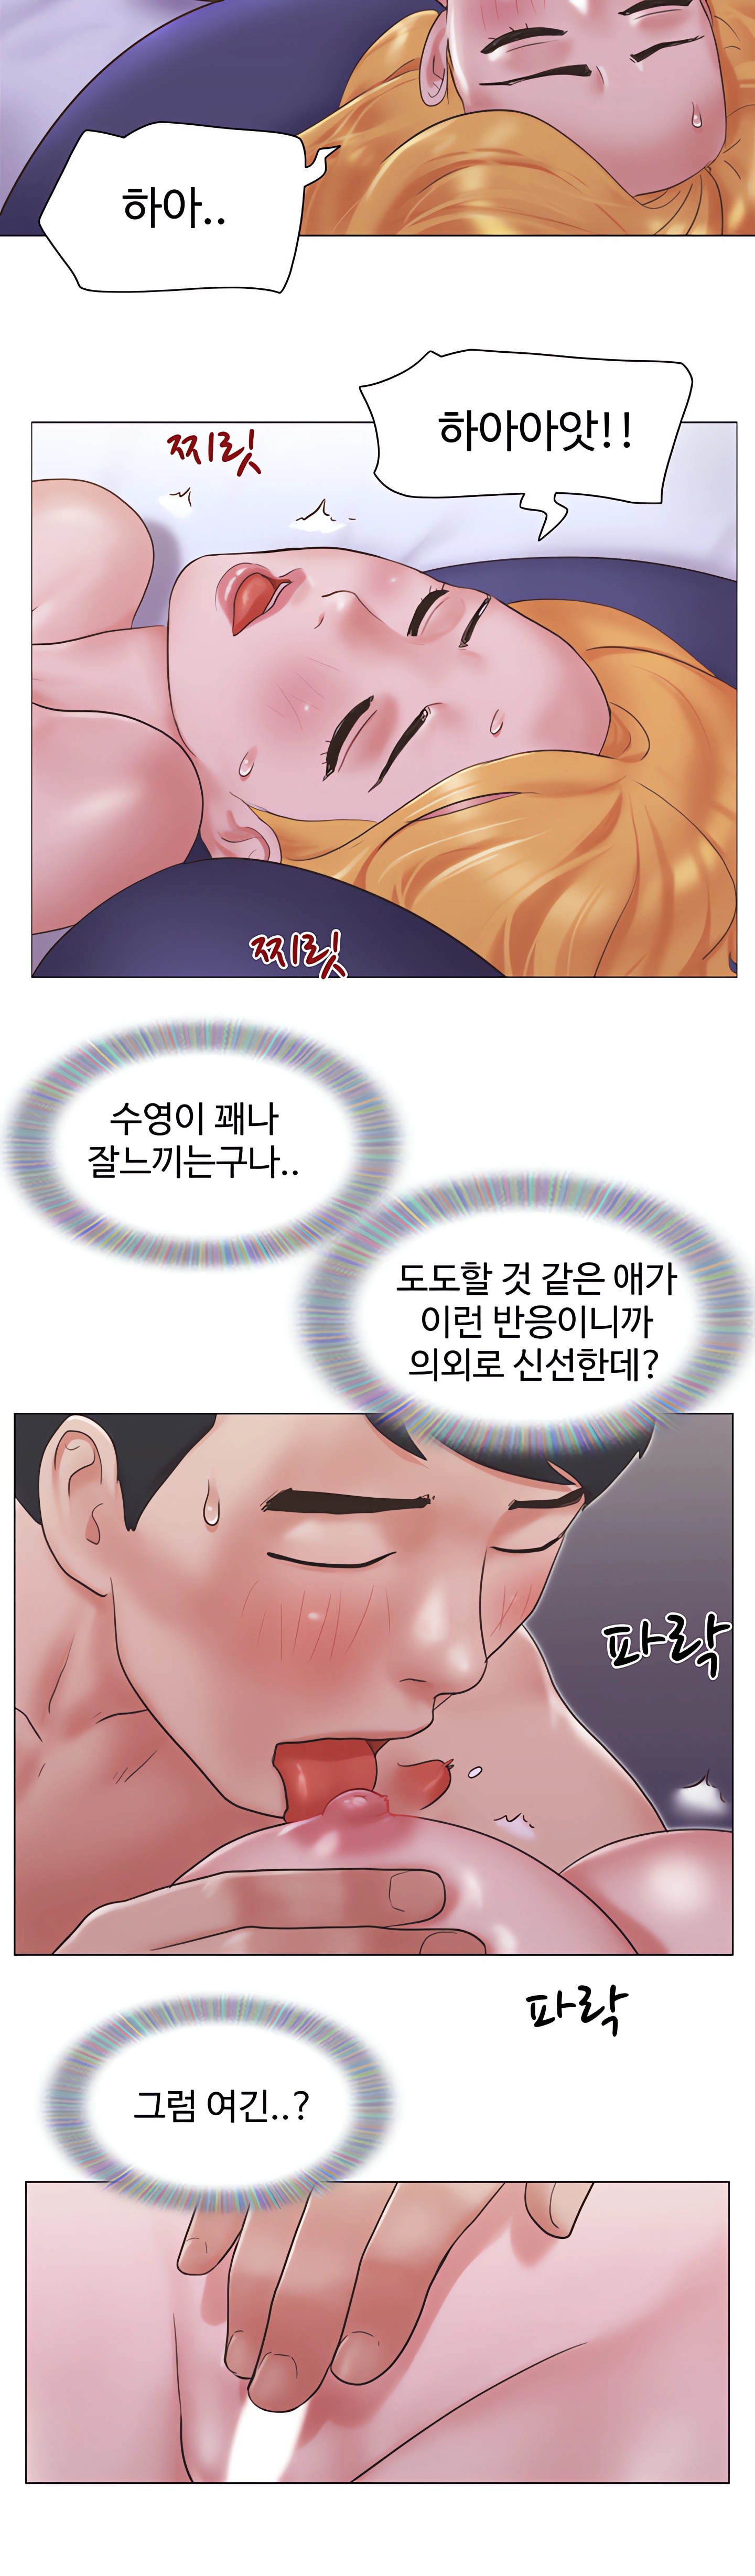 하아..
하아아앗!!
찌릿
찌릿
수영이 꽤나
잘느끼는구나..
도도할 것 같은 애가
이런 반응이니까
의외로 신선한데?
파락
파락
그럼 여긴..?